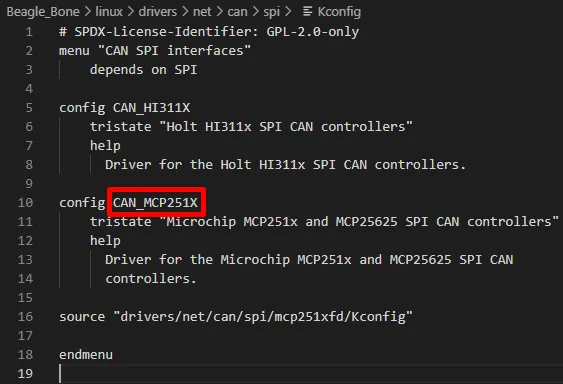 Beagle_Bone > linux > drivers > net > can > spi > Kconfig
1 # SPDX-License-Identifier: GPL-2.0-only
2 menu "CAN SPI interfaces"
3 depends on SPI
4
5 config CAN_HI311X
6 tristate "Holt HI311x SPI CAN controllers"
7 help
8 Driver for the Holt HI311x SPI CAN controllers.
9
10 config CAN_MCP251X
11 tristate "Microchip MCP251x and MCP25625 SPI CAN controllers"
12 help
13 Driver for the Microchip MCP251x and MCP25625 SPI CAN
14 controllers.
15
16 source "drivers/net/can/spi/mcp251xfd/Kconfig"
17
18 endmenu
19